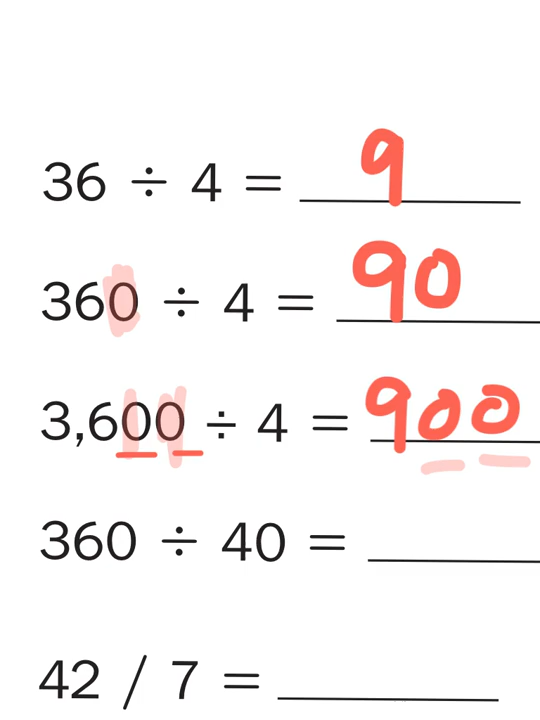 36 ÷ 4 = 9
360 ÷ 4 = 90
3,600 ÷ 4 = 900
360 ÷ 40 =
42 / 7 =